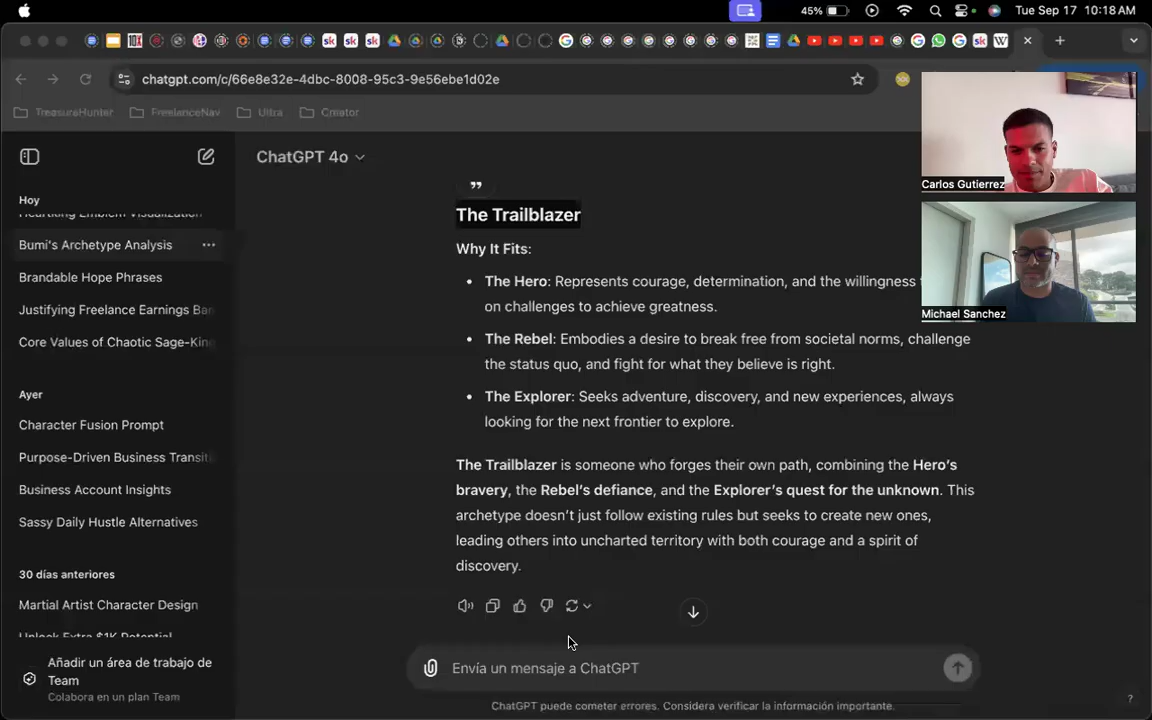 45%
Tue Sep 17 10:18 AM
chatgpt.com/c/66e8e32e-4dbc-8008-95c3-9e56ebe1d02e
TreasureHunter
FreelanceNav
Ultra
Creator
ChatGPT 4o
Hoy
Heartking Emblem Visualization
Bumi's Archetype Analysis
Brandable Hope Phrases
Justifying Freelance Earnings Ban
Core Values of Chaotic Sage-Kin
Ayer
Character Fusion Prompt
Purpose-Driven Business Transiti
Business Account Insights
Sassy Daily Hustle Alternatives
30 días anteriores
Martial Artist Character Design
Unlock Extra $1K Potential
Añadir un área de trabajo de
Team
Colabora en un plan Team
The Trailblazer
Why It Fits:
The Hero: Represents courage, determination, and the willingness
on challenges to achieve greatness.
The Rebel: Embodies a desire to break free from societal norms, challenge
the status quo, and fight for what they believe is right.
The Explorer: Seeks adventure, discovery, and new experiences, always
looking for the next frontier to explore.
The Trailblazer is someone who forges their own path, combining the Hero's
bravery, the Rebel's defiance, and the Explorer's quest for the unknown. This
archetype doesn't just follow existing rules but seeks to create new ones,
leading others into uncharted territory with both courage and a spirit of
discovery.
Envía un mensaje a ChatGPT
ChatGPT puede cometer errores. Considera verificar la información importante.
?
Carlos Gutierrez
Michael Sanchez